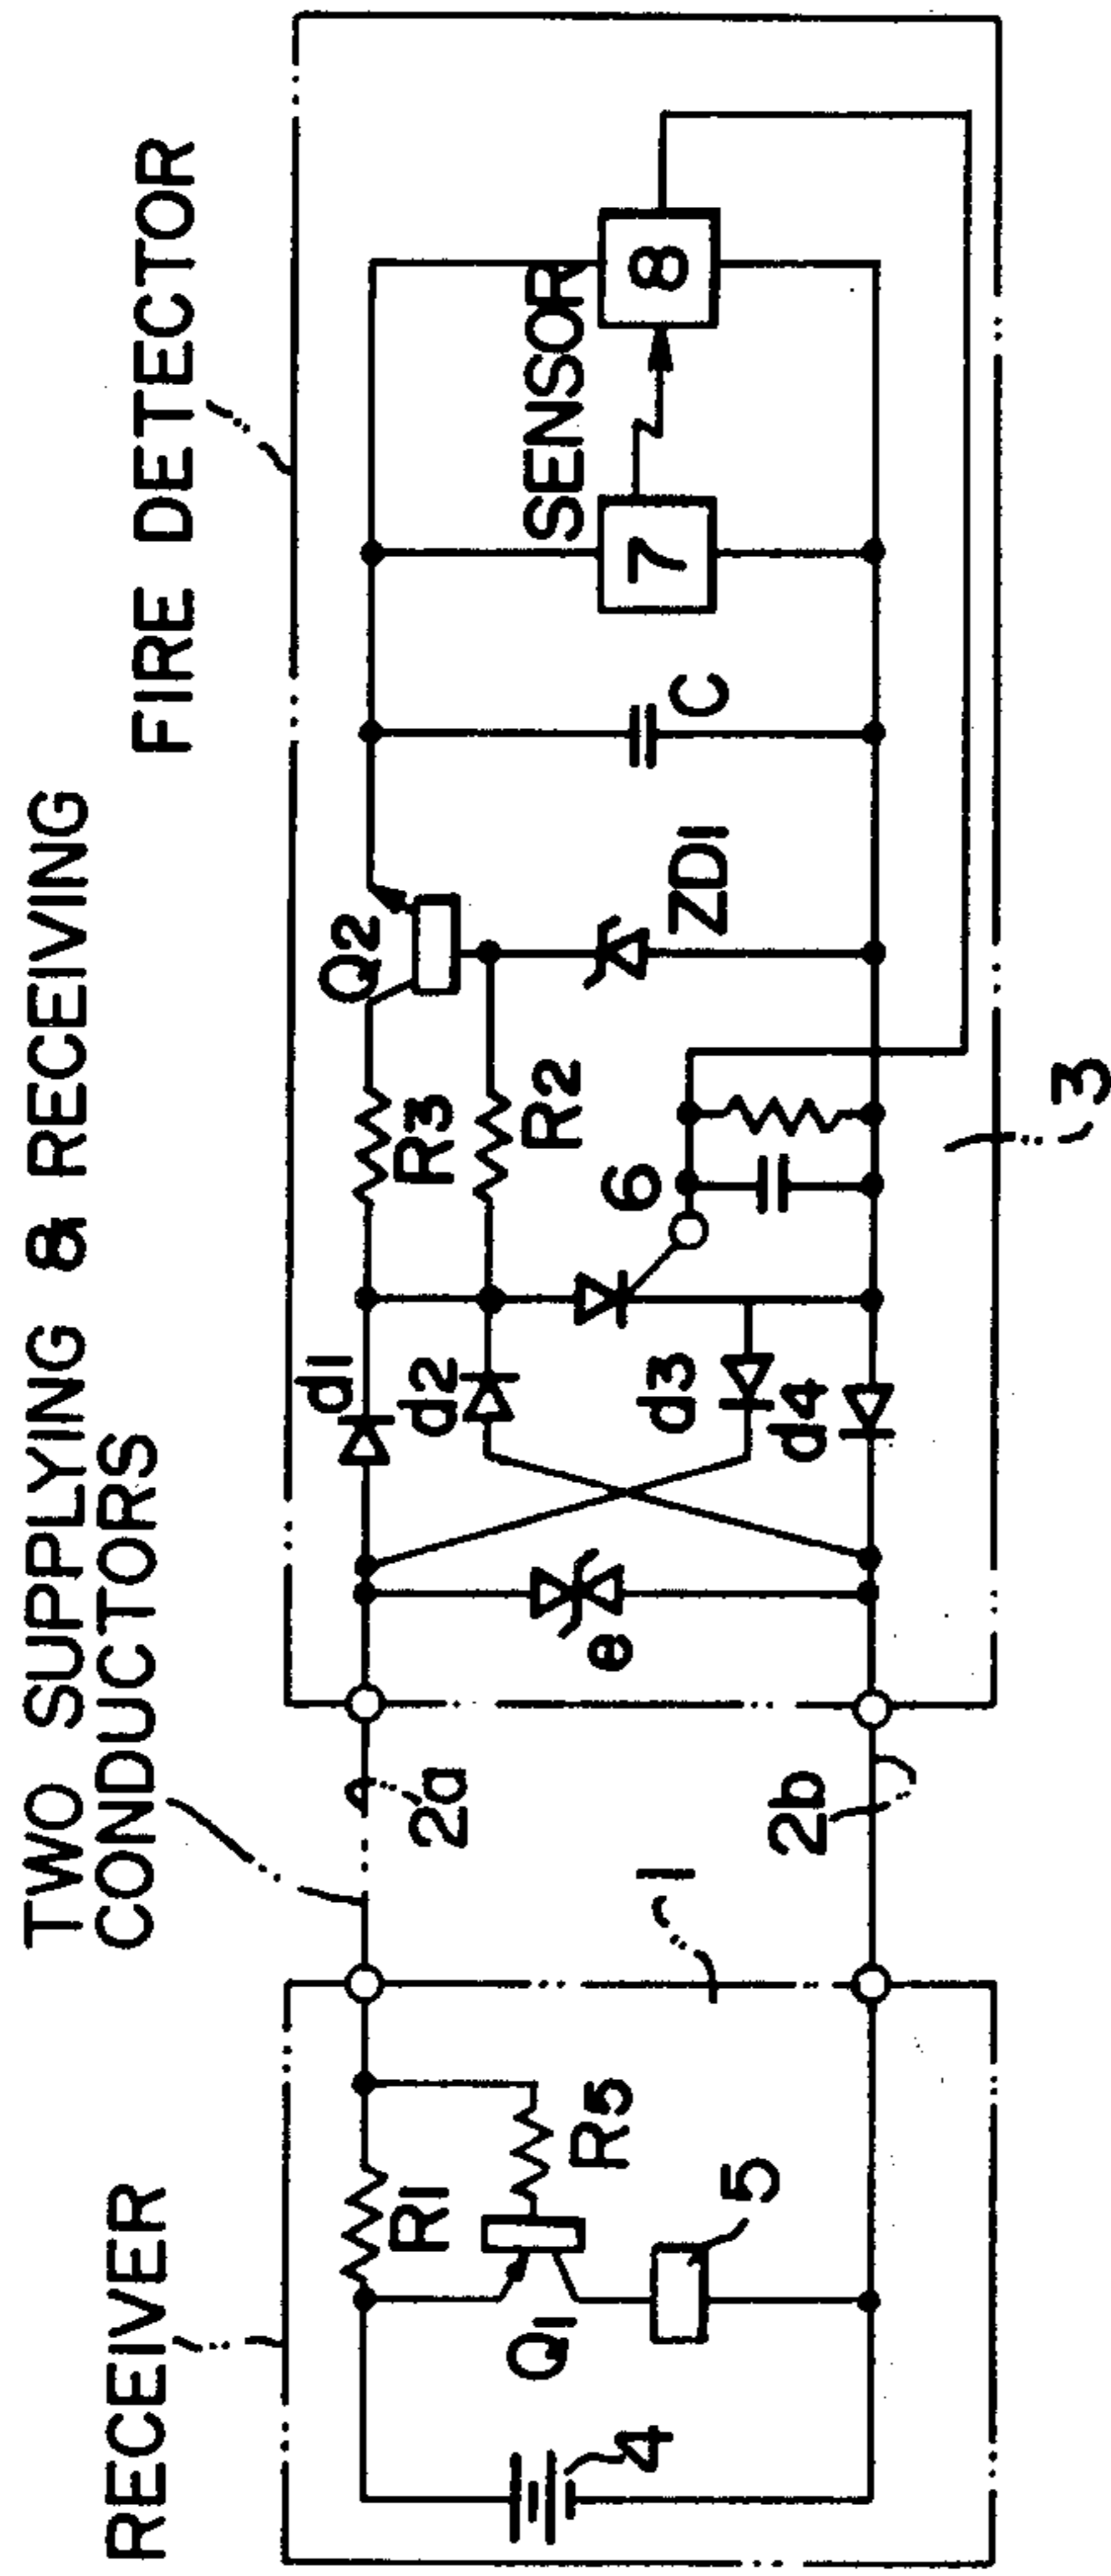 TWO SUPPLYING & RECEIVING
CONDUCTORS
RECEIVER
FIRE DETECTOR
R1
R5
Q1
4
5
1
2a
2b
e
d1
d2
d3
d4
6
R3
R2
Q2
ZD1
C
SENSOR
7
8
3